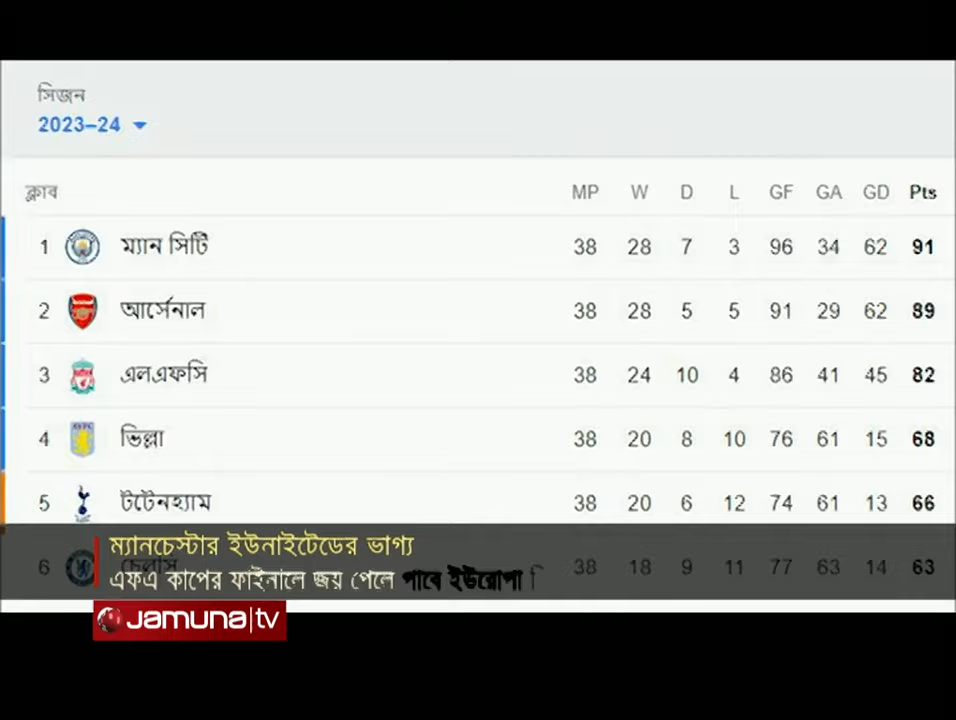 সিজন
2023–24
ক্লাব MP W D L GF GA GD Pts
1 ম্যান সিটি 38 28 7 3 96 34 62 91
2 আর্সেনাল 38 28 5 5 91 29 62 89
3 এলএফসি 38 24 10 4 86 41 45 82
4 ভিল্লা 38 20 8 10 76 61 15 68
5 টটেনহ্যাম 38 20 6 12 74 61 13 66
6 চেলসি 38 18 9 11 77 63 14 63
ম্যানচেস্টার ইউনাইটেডের ভাগ্য
এফএ কাপের ফাইনালে জয় পেলে পাবে ইউরোপা
Jamuna|tv